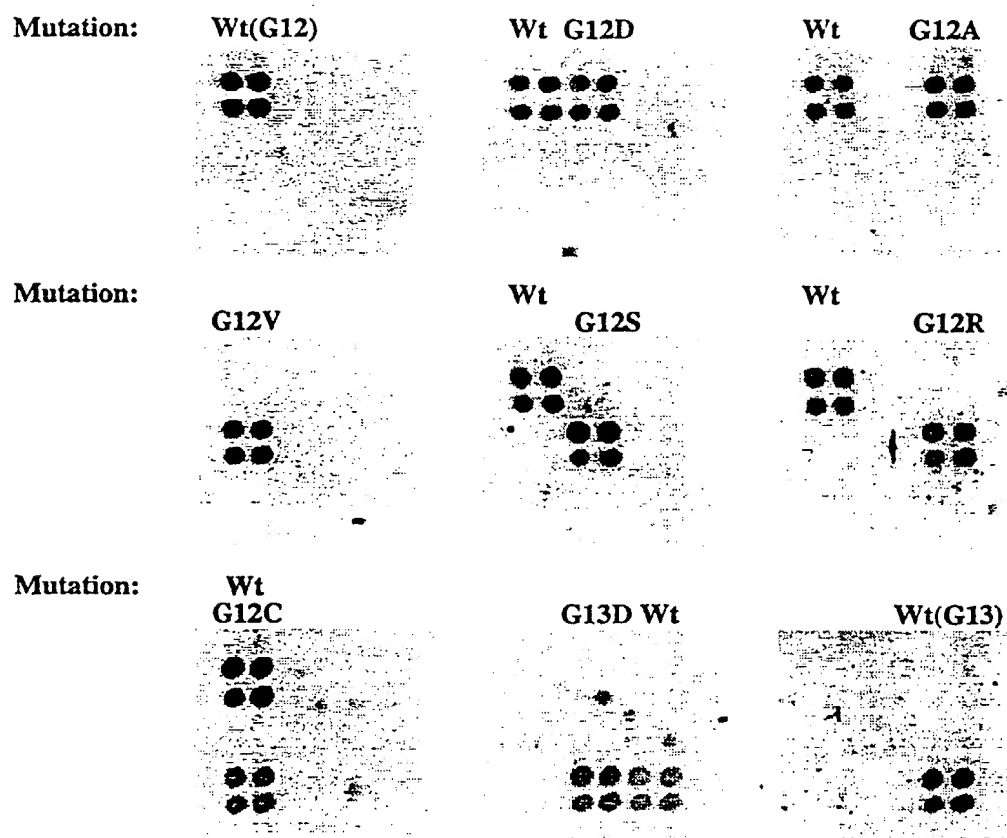 Mutation: Wt(G12) Wt G12D Wt G12A
Mutation: Wt Wt
G12V G12S G12R
Mutation: Wt
G12C G13D Wt Wt(G13)